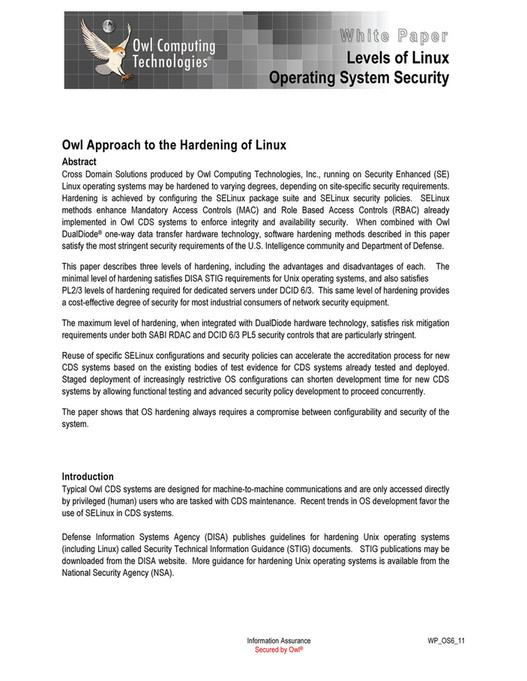 Owl Computing
Technologies®
White Paper
Levels of Linux
Operating System Security
Owl Approach to the Hardening of Linux
Abstract
Cross Domain Solutions produced by Owl Computing Technologies, Inc., running on Security Enhanced (SE)
Linux operating systems may be hardened to varying degrees, depending on site-specific security requirements.
Hardening is achieved by configuring the SELinux package suite and SELinux security policies. SELinux
methods enhance Mandatory Access Controls (MAC) and Role Based Access Controls (RBAC) already
implemented in Owl CDS systems to enforce integrity and availability security. When combined with Owl
DualDiode® one-way data transfer hardware technology, software hardening methods described in this paper
satisfy the most stringent security requirements of the U.S. Intelligence community and Department of Defense.
This paper describes three levels of hardening, including the advantages and disadvantages of each. The
minimal level of hardening satisfies DISA STIG requirements for Unix operating systems, and also satisfies
PL2/3 levels of hardening required for dedicated servers under DCID 6/3. This same level of hardening provides
a cost-effective degree of security for most industrial consumers of network security equipment.
The maximum level of hardening, when integrated with DualDiode hardware technology, satisfies risk mitigation
requirements under both SABI RDAC and DCID 6/3 PL5 security controls that are particularly stringent.
Reuse of specific SELinux configurations and security policies can accelerate the accreditation process for new
CDS systems based on the existing bodies of test evidence for CDS systems already tested and deployed.
Staged deployment of increasingly restrictive OS configurations can shorten development time for new CDS
systems by allowing functional testing and advanced security policy development to proceed concurrently.
The paper shows that OS hardening always requires a compromise between configurability and security of the
system.
Introduction
Typical Owl CDS systems are designed for machine-to-machine communications and are only accessed directly
by privileged (human) users who are tasked with CDS maintenance. Recent trends in OS development favor the
use of SELinux in CDS systems.
Defense Information Systems Agency (DISA) publishes guidelines for hardening Unix operating systems
(including Linux) called Security Technical Information Guidance (STIG) documents. STIG publications may be
downloaded from the DISA website. More guidance for hardening Unix operating systems is available from the
National Security Agency (NSA).
Information Assurance
WP_OS6_11
Secured by Owl®